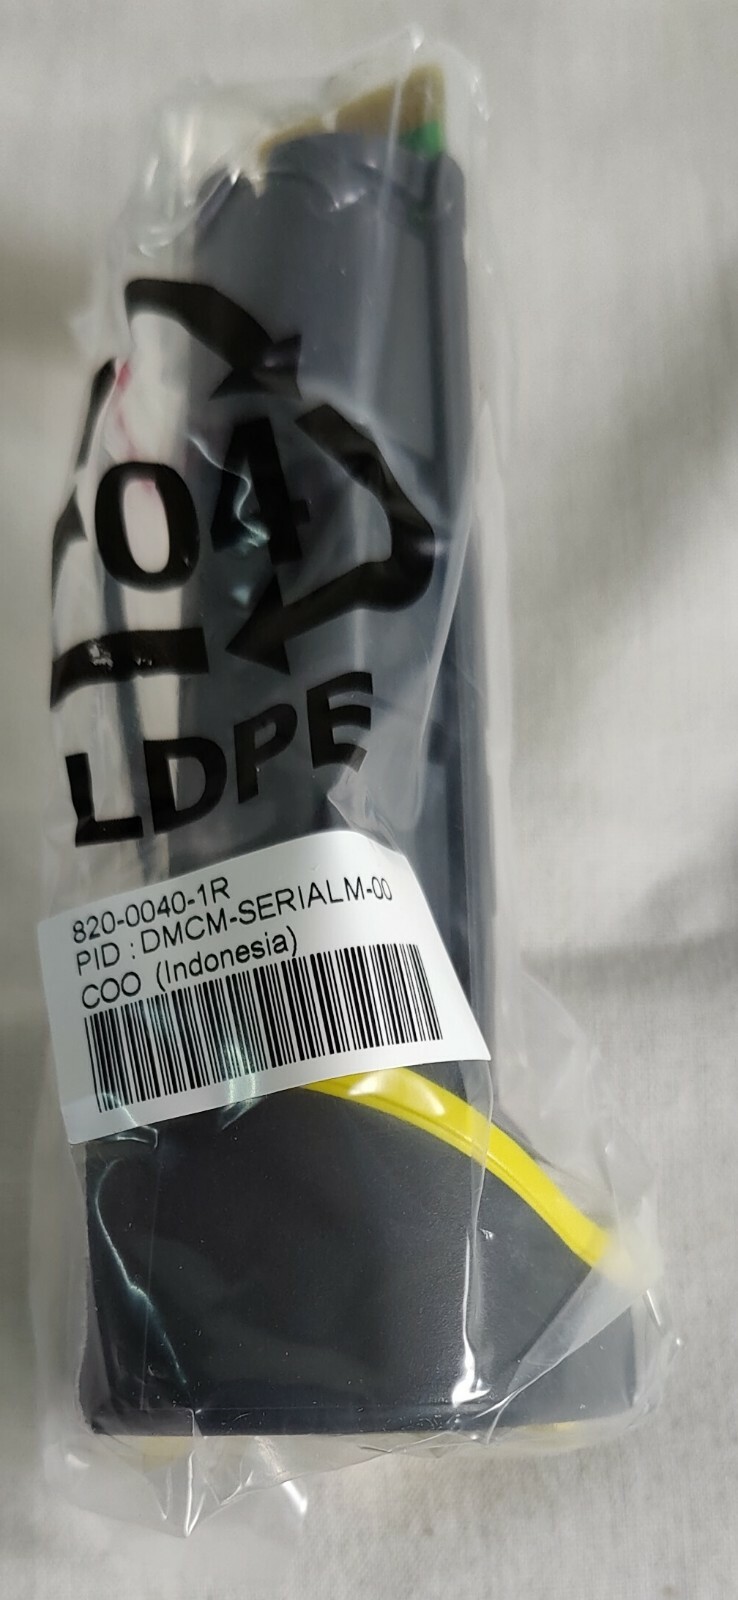 04
LDPE
820-0040-1R
PID : DMCM-SERIALM-00
COO (Indonesia)